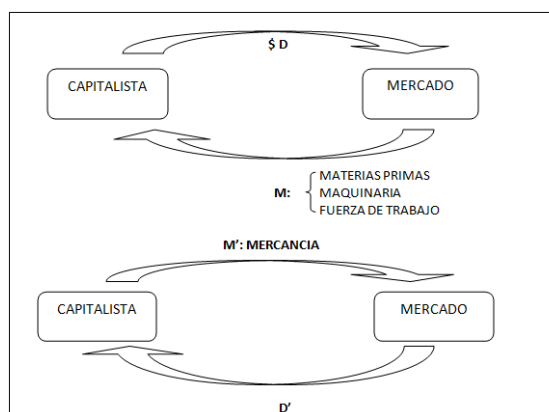 $ D
CAPITALISTA
MERCADO
MATERIAS PRIMAS
M: MAQUINARIA
FUERZA DE TRABAJO
M’: MERCANCIA
CAPITALISTA
MERCADO
D’